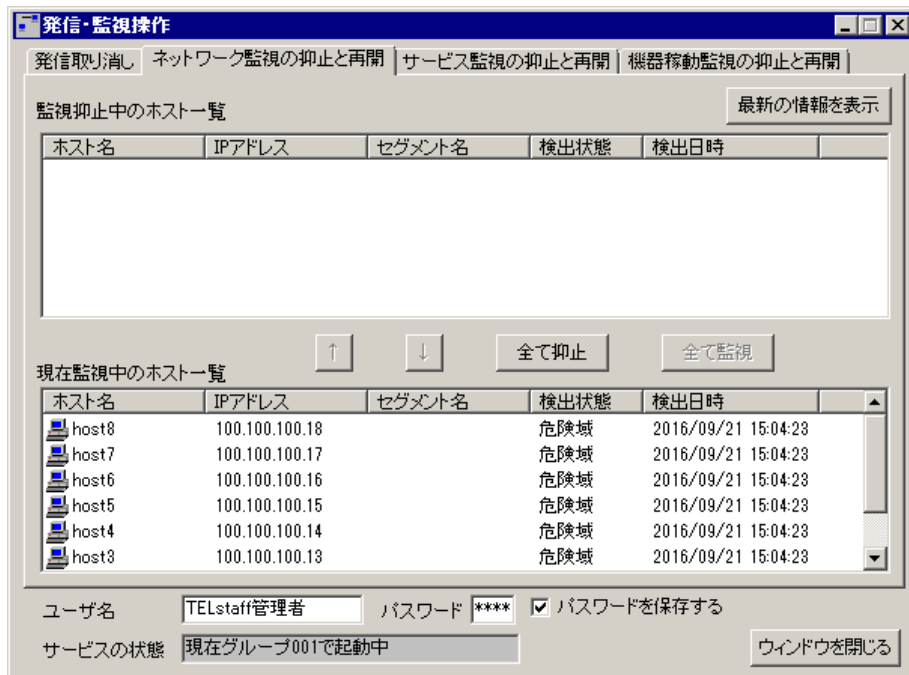 発信・監視操作
発信取り消し ネットワーク監視の抑止と再開 サービス監視の抑止と再開 機器稼動監視の抑止と再開
監視抑止中のホスト一覧 最新の情報を表示
ホスト名 IPアドレス セグメント名 検出状態 検出日時
↑ ↓ 全て抑止 全て監視
現在監視中のホスト一覧
ホスト名 IPアドレス セグメント名 検出状態 検出日時
host8 100.100.100.18 危険域 2016/09/21 15:04:23
host7 100.100.100.17 危険域 2016/09/21 15:04:23
host6 100.100.100.16 危険域 2016/09/21 15:04:23
host5 100.100.100.15 危険域 2016/09/21 15:04:23
host4 100.100.100.14 危険域 2016/09/21 15:04:23
host3 100.100.100.13 危険域 2016/09/21 15:04:23
ユーザ名 TELstaff管理者 パスワード **** パスワードを保存する
サービスの状態 現在グループ001で起動中 ウィンドウを閉じる